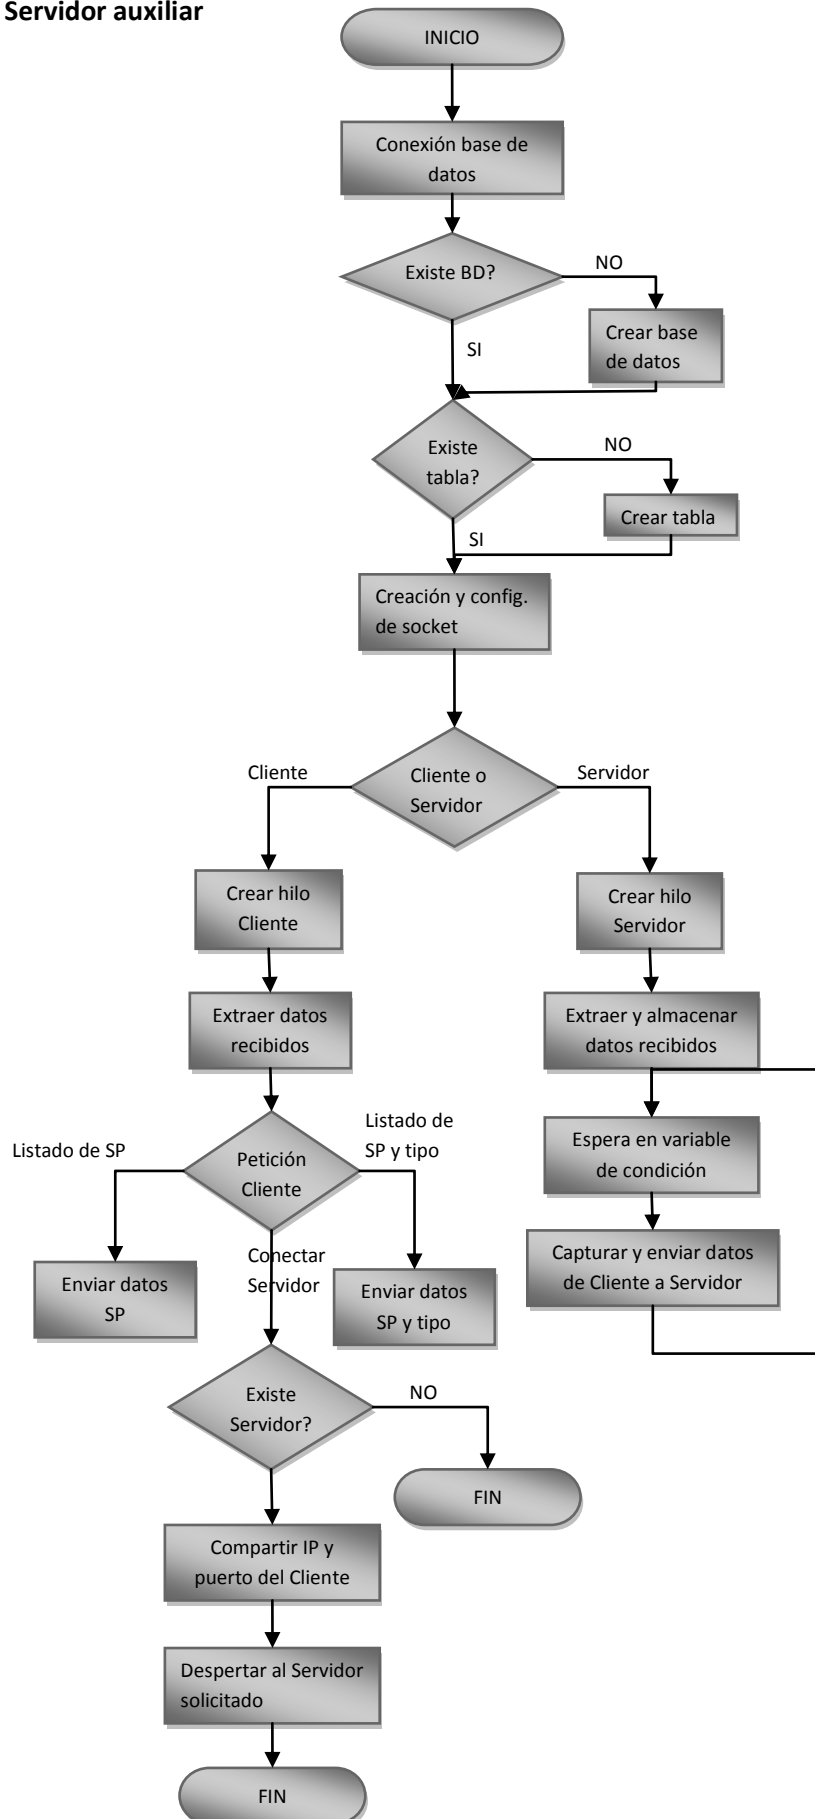 Servidor auxiliar
INICIO
Conexión base de
datos
Existe BD?
NO
Crear base
de datos
SI
Existe
tabla?
NO
Crear tabla
SI
Creación y config.
de socket
Cliente
Cliente o
Servidor
Servidor
Crear hilo
Cliente
Crear hilo
Servidor
Extraer datos
recibidos
Extraer y almacenar
datos recibidos
Listado de SP
Petición
Cliente
Listado de
SP y tipo
Espera en variable
de condición
Conectar
Servidor
Enviar datos
SP
Enviar datos
SP y tipo
Capturar y enviar datos
de Cliente a Servidor
Existe
Servidor?
NO
FIN
Compartir IP y
puerto del Cliente
Despertar al Servidor
solicitado
FIN